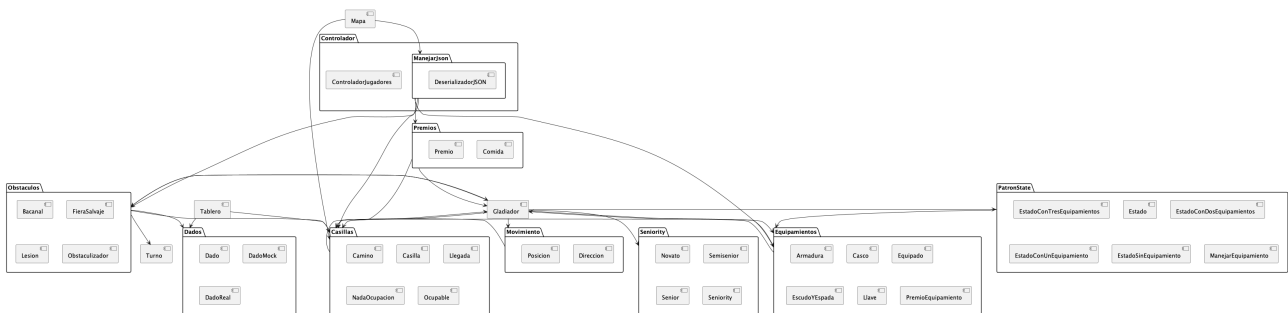 Mapa
Controlador
ManejarJson
ControladorJugadores
DeserializadorJSON
Premios
Premio
Comida
Obstaculos
Bacanal
FieraSalvaje
Lesion
Obstaculizador
Tablero
Turno
Gladiador
Dados
Dado
DadoMock
DadoReal
Casillas
Camino
Casilla
Llegada
NadaOcupacion
Ocupable
Movimiento
Posicion
Direccion
Seniority
Novato
Semisenior
Senior
Seniority
Equipamientos
Armadura
Casco
Equipado
EscudoYEspada
Llave
PremioEquipamiento
PatronState
EstadoConTresEquipamientos
Estado
EstadoConDosEquipamientos
EstadoConUnEquipamiento
EstadoSinEquipamiento
ManejarEquipamiento